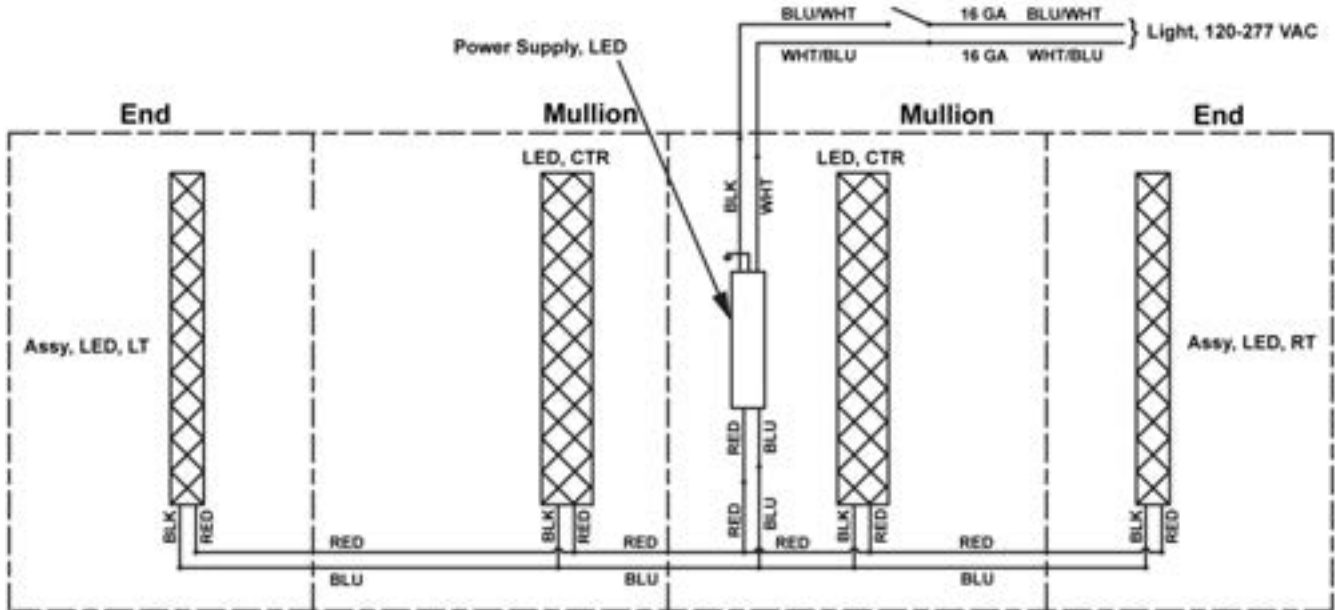 BLU/WHT 16 GA BLU/WHT
Power Supply, LED
Light, 120-277 VAC
WHT/BLU 16 GA WHT/BLU
End Mullion Mullion End
LED, CTR LED, CTR
BLK WHT
Assy, LED, LT
Assy, LED, RT
RED BLU
BLK RED BLK RED RED BLU BLK RED BLK RED
RED RED RED RED
BLU BLU BLU